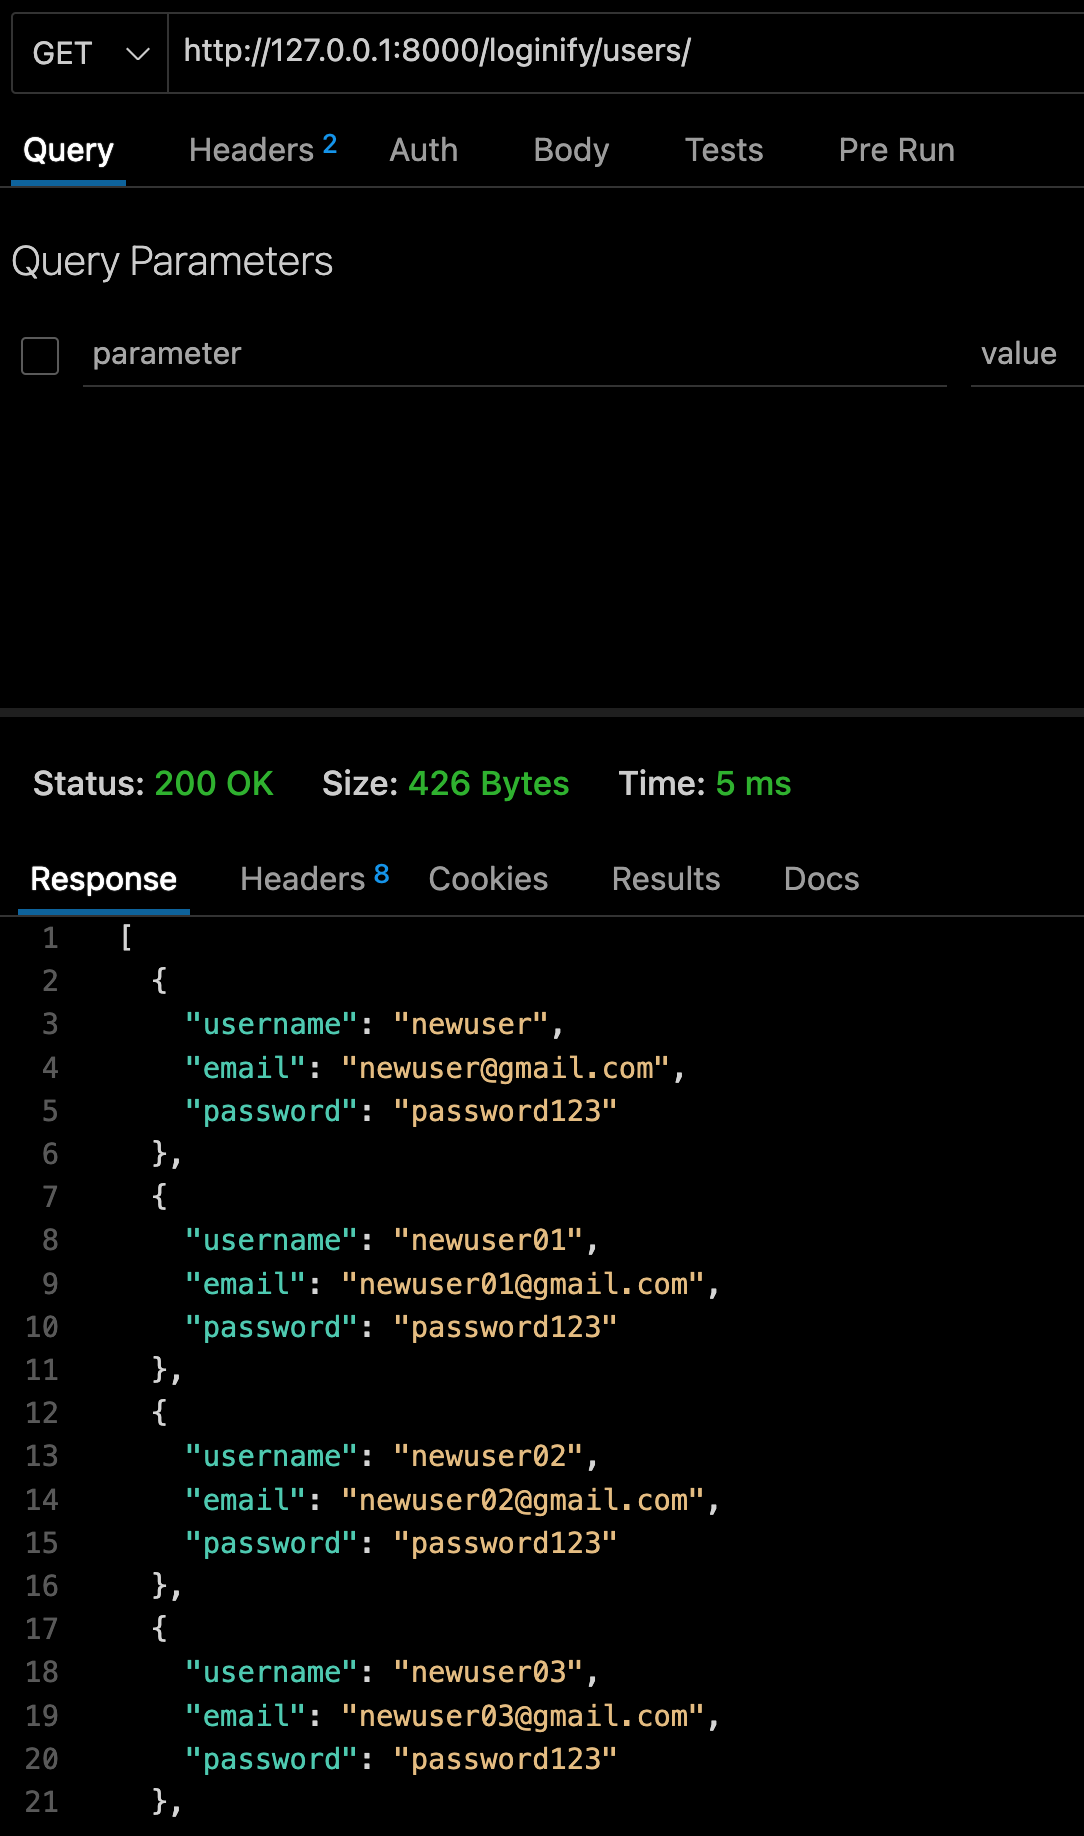 GET http://127.0.0.1:8000/loginify/users/
Query Headers 2 Auth Body Tests Pre Run
Query Parameters
parameter value
Status: 200 OK Size: 426 Bytes Time: 5 ms
Response Headers 8 Cookies Results Docs
1 [
2 {
3 "username": "newuser",
4 "email": "newuser@gmail.com",
5 "password": "password123"
6 },
7 {
8 "username": "newuser01",
9 "email": "newuser01@gmail.com",
10 "password": "password123"
11 },
12 {
13 "username": "newuser02",
14 "email": "newuser02@gmail.com",
15 "password": "password123"
16 },
17 {
18 "username": "newuser03",
19 "email": "newuser03@gmail.com",
20 "password": "password123"
21 },